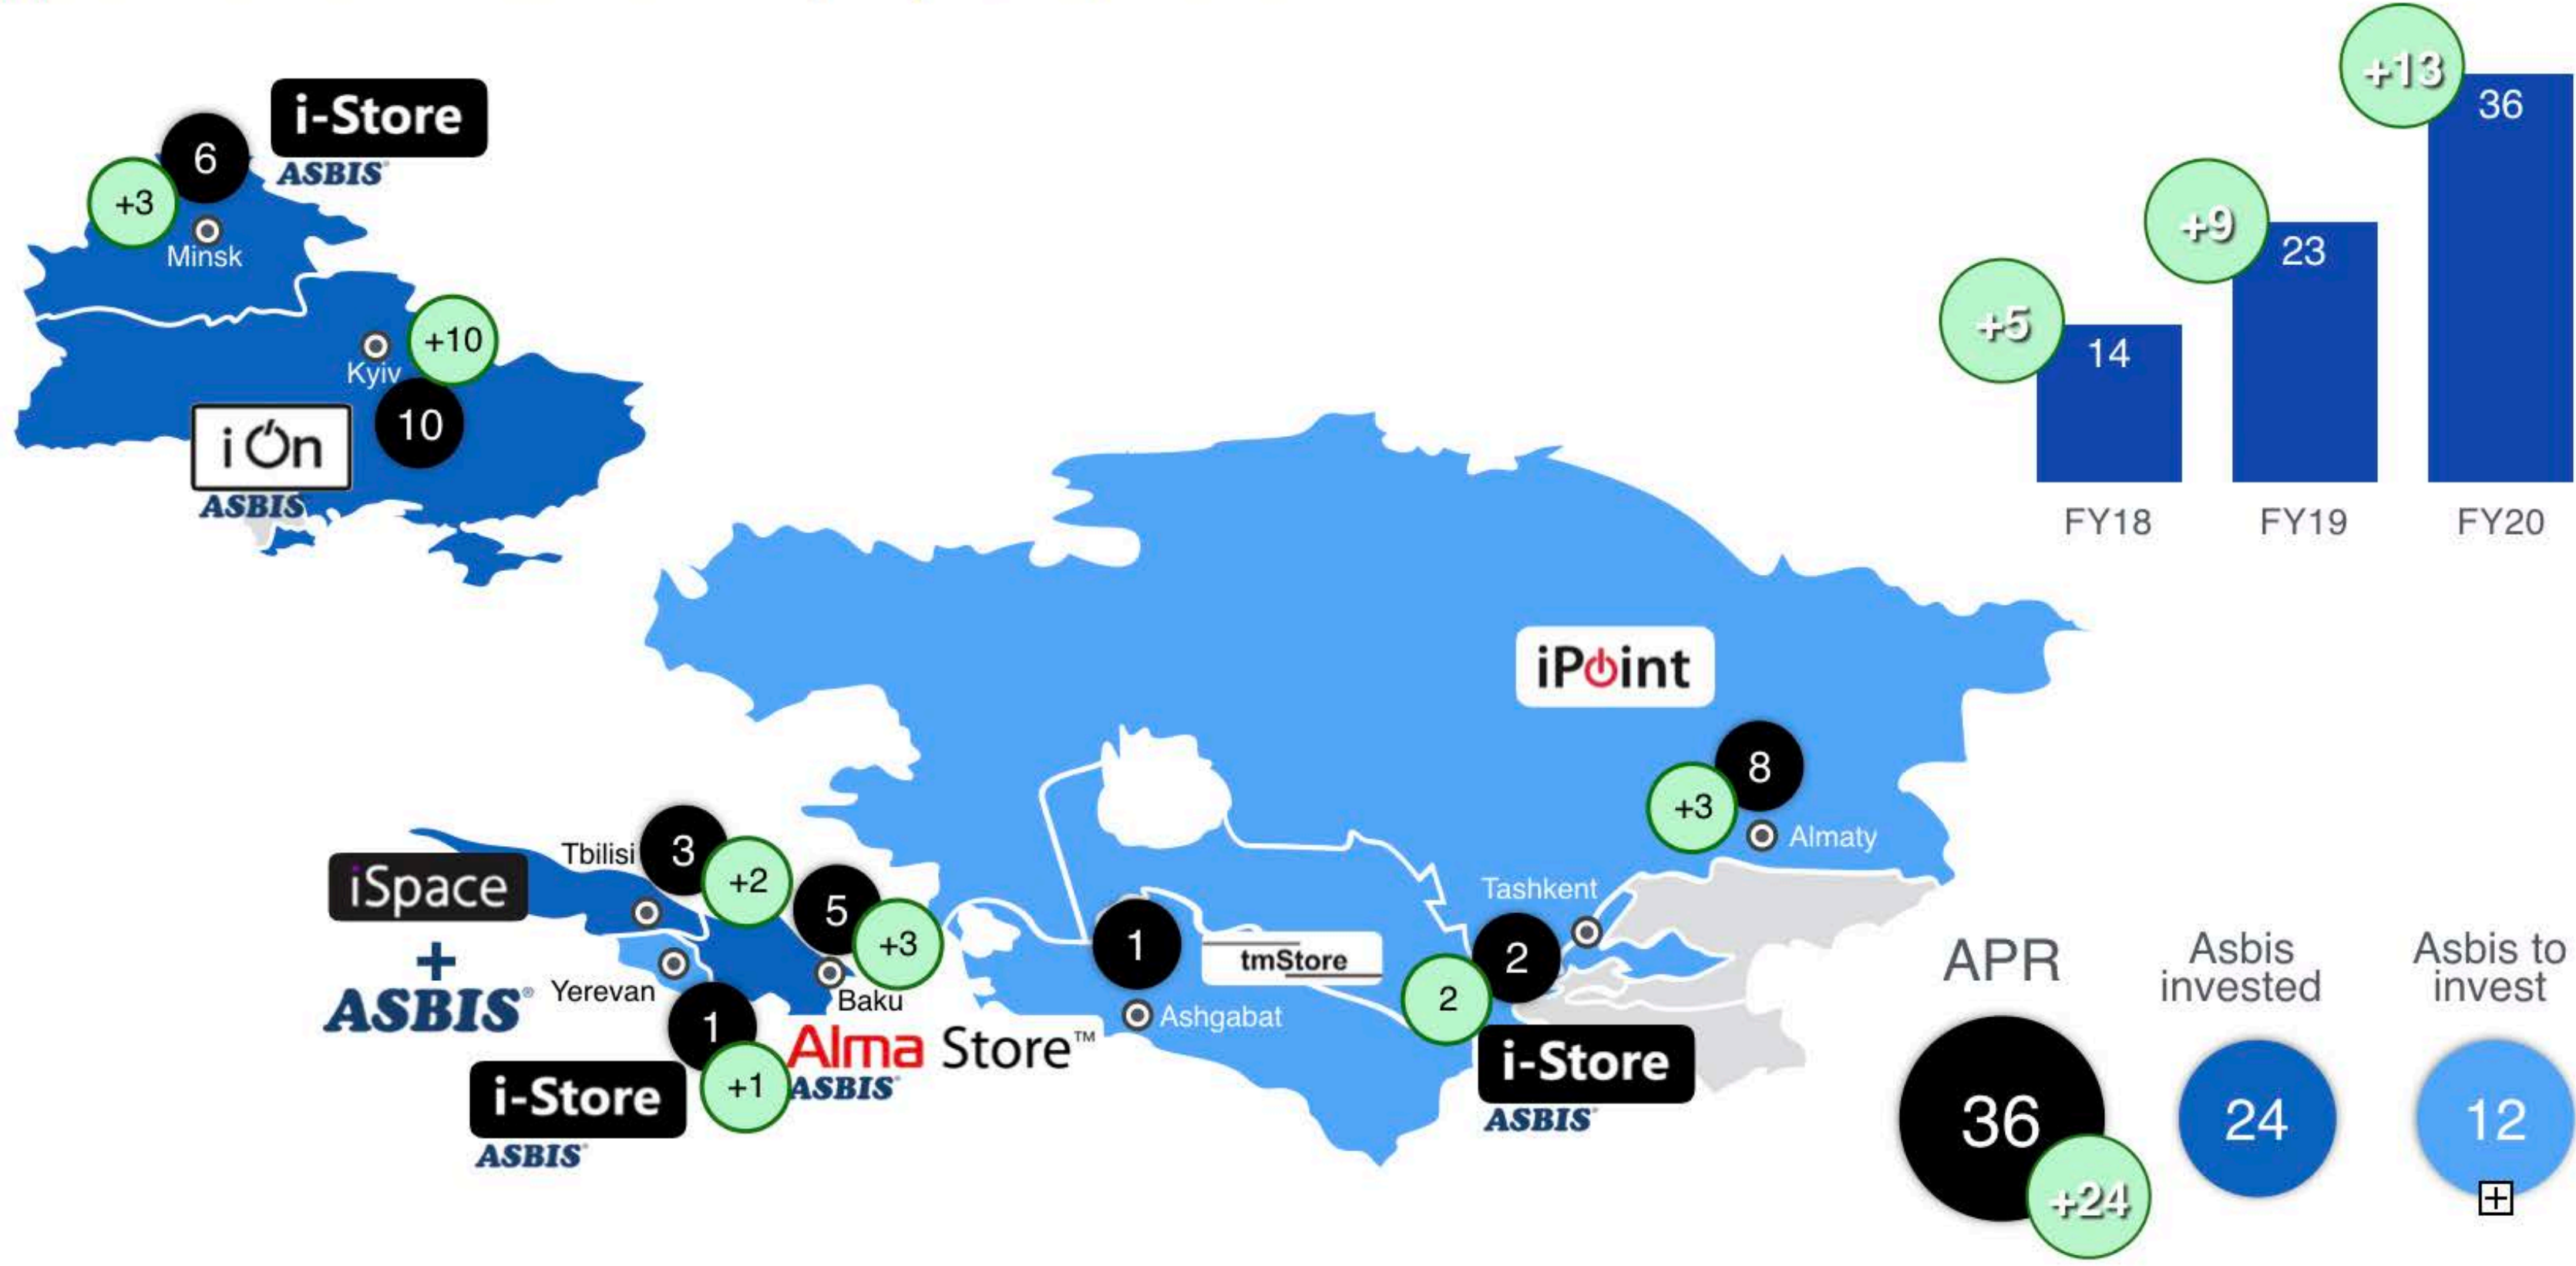 i-Store
ASBIS
6
+3
Minsk
+10
Kyiv
10
i On
ASBIS
+13
36
+9
23
+5
14
FY18
FY19
FY20
iPoint
8
+3
Almaty
Tbilisi
3
+2
iSpace
+
ASBIS®
5
+3
Yerevan
Baku
1
+1
Alma Store™
ASBIS
i-Store
ASBIS
1
tmStore
Ashgabat
Tashkent
2
2
i-Store
ASBIS
APR
36
+24
Asbis
invested
24
Asbis to
invest
12